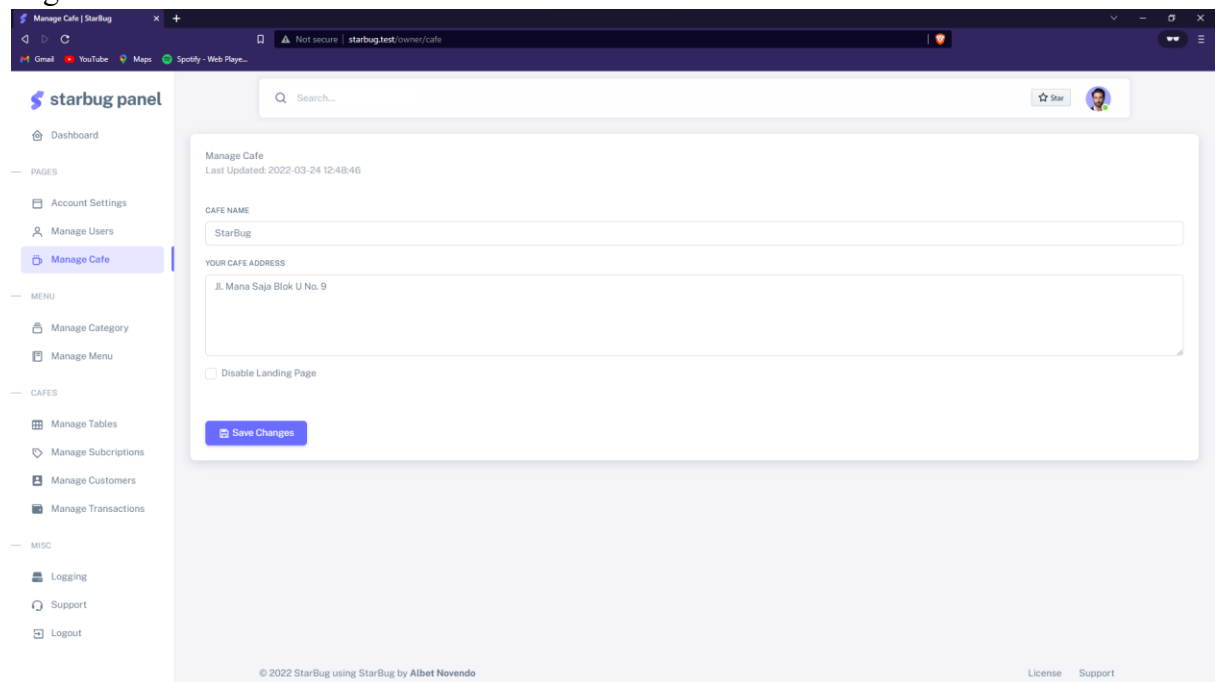 Manage Cafe | StarBug
Not secure | starbug.test/owner/cafe
Gmail YouTube Maps Spotify - Web Playe...
starbug panel
Search...
Star
Dashboard
PAGES
Account Settings
Manage Users
Manage Cafe
MENU
Manage Category
Manage Menu
CAFES
Manage Tables
Manage Subcriptions
Manage Customers
Manage Transactions
MISC
Logging
Support
Logout
Manage Cafe
Last Updated: 2022-03-24 12:48:46
CAFE NAME
StarBug
YOUR CAFE ADDRESS
Jl. Mana Saja Blok U No. 9
Disable Landing Page
Save Changes
© 2022 StarBug using StarBug by Albet Novendo
License Support